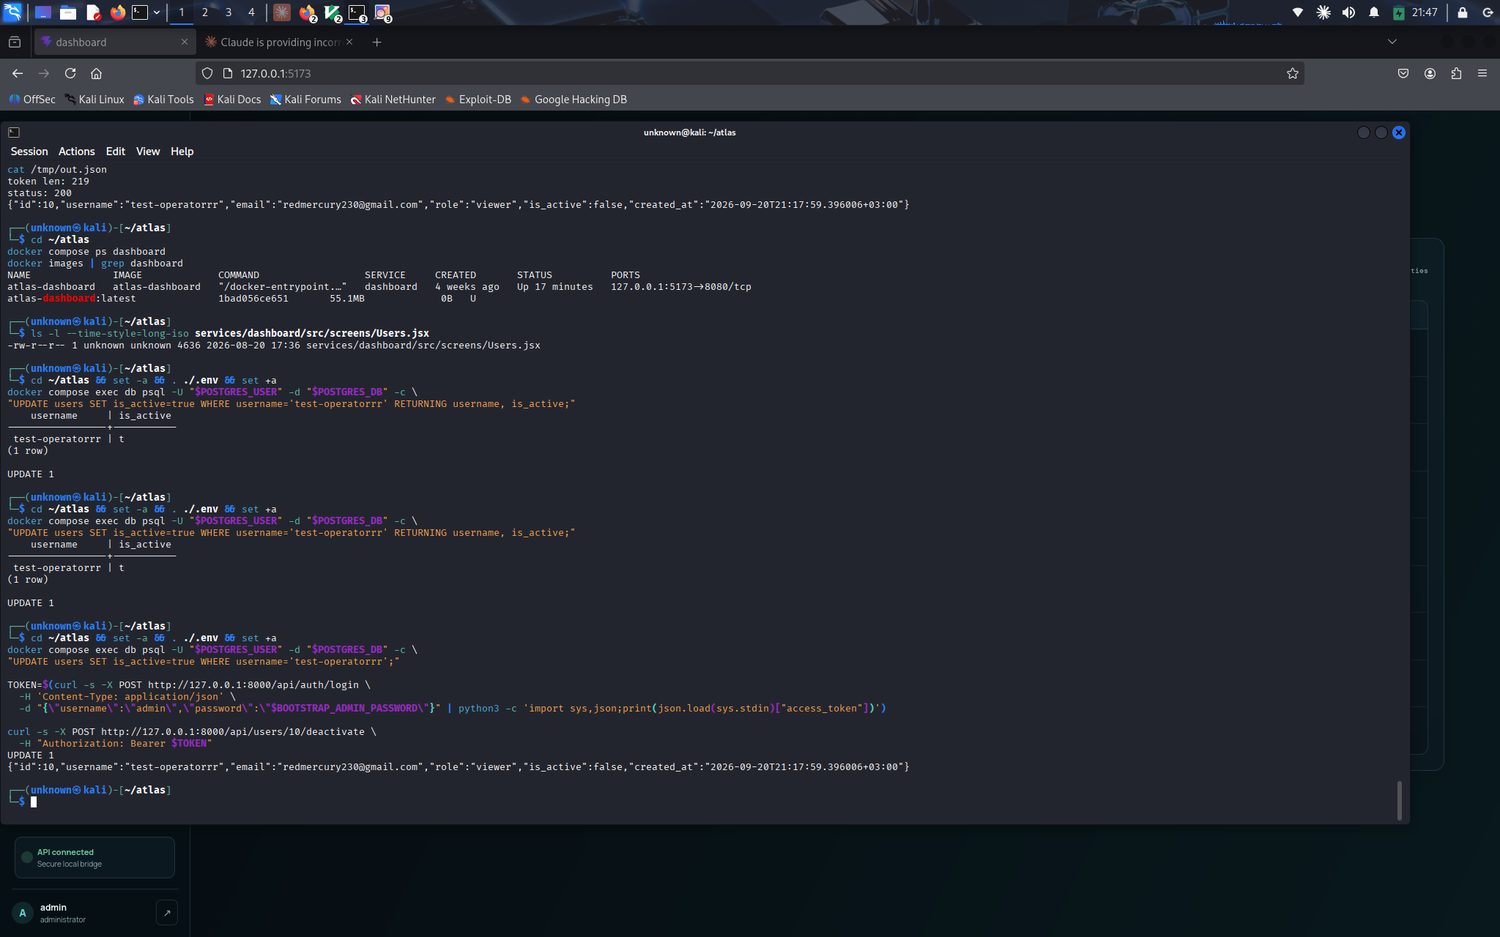 1 2 3 4 2 2 3 9 21:47
dashboard Claude is providing incorr
127.0.0.1:5173
OffSec Kali Linux Kali Tools Kali Docs Kali Forums Kali NetHunter Exploit-DB Google Hacking DB
unknown@kali: ~/atlas
Session Actions Edit View Help
cat /tmp/out.json
token len: 219
status: 200
{"id":10,"username":"test-operatorrr","email":"redmercury230@gmail.com","role":"viewer","is_active":false,"created_at":"2026-09-20T21:17:59.396006+03:00"}
┌──(unknown㉿kali)-[~/atlas]
└─$ cd ~/atlas
docker compose ps dashboard
docker images | grep dashboard
NAME IMAGE COMMAND SERVICE CREATED STATUS PORTS
atlas-dashboard atlas-dashboard "/docker-entrypoint.…" dashboard 4 weeks ago Up 17 minutes 127.0.0.1:5173->8080/tcp
atlas-dashboard:latest 1bad056ce651 55.1MB 0B U
┌──(unknown㉿kali)-[~/atlas]
└─$ ls -l --time-style=long-iso services/dashboard/src/screens/Users.jsx
-rw-r--r-- 1 unknown unknown 4636 2026-08-20 17:36 services/dashboard/src/screens/Users.jsx
┌──(unknown㉿kali)-[~/atlas]
└─$ cd ~/atlas && set -a && . ./.env && set +a
docker compose exec db psql -U "$POSTGRES_USER" -d "$POSTGRES_DB" -c \
"UPDATE users SET is_active=true WHERE username='test-operatorrr' RETURNING username, is_active;"
username | is_active
-----------------+-----------
test-operatorrr | t
(1 row)
UPDATE 1
┌──(unknown㉿kali)-[~/atlas]
└─$ cd ~/atlas && set -a && . ./.env && set +a
docker compose exec db psql -U "$POSTGRES_USER" -d "$POSTGRES_DB" -c \
"UPDATE users SET is_active=true WHERE username='test-operatorrr' RETURNING username, is_active;"
username | is_active
-----------------+-----------
test-operatorrr | t
(1 row)
UPDATE 1
┌──(unknown㉿kali)-[~/atlas]
└─$ cd ~/atlas && set -a && . ./.env && set +a
docker compose exec db psql -U "$POSTGRES_USER" -d "$POSTGRES_DB" -c \
"UPDATE users SET is_active=true WHERE username='test-operatorrr';"
TOKEN=$(curl -s -X POST http://127.0.0.1:8000/api/auth/login \
-H 'Content-Type: application/json' \
-d "{\"username\":\"admin\",\"password\":\"$BOOTSTRAP_ADMIN_PASSWORD\"}" | python3 -c 'import sys,json;print(json.load(sys.stdin)["access_token"])')
curl -s -X POST http://127.0.0.1:8000/api/users/10/deactivate \
-H "Authorization: Bearer $TOKEN"
UPDATE 1
{"id":10,"username":"test-operatorrr","email":"redmercury230@gmail.com","role":"viewer","is_active":false,"created_at":"2026-09-20T21:17:59.396006+03:00"}
┌──(unknown㉿kali)-[~/atlas]
└─$
API connected
Secure local bridge
A admin
administrator